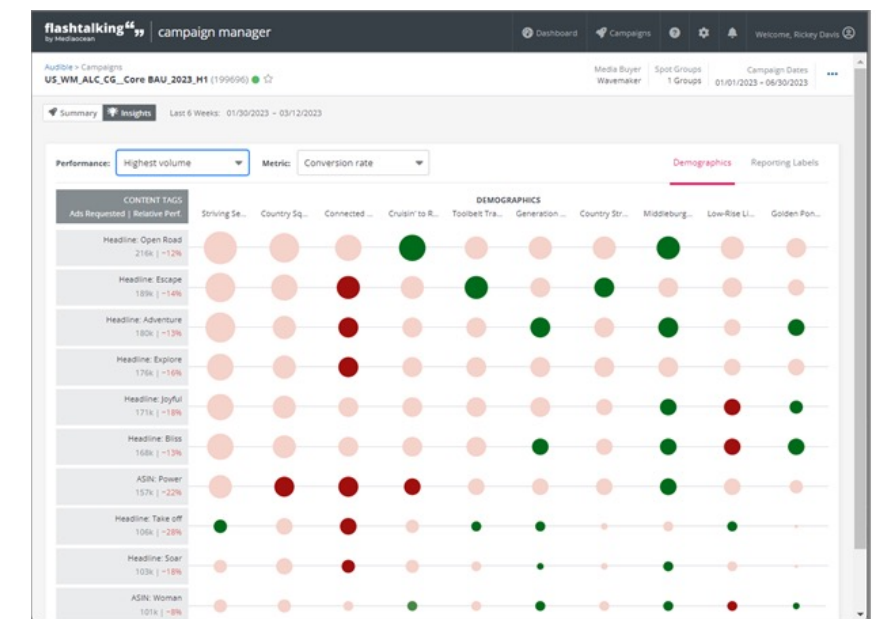 flashtalking““„ campaign manager
by Mediaocean
Dashboard Campaigns ? Welcome, Rickey Davis
Audible > Campaigns
US_WM_ALC_CG__Core BAU_2023_H1 (199696)
Media Buyer Spot Groups Campaign Dates ...
Wavemaker 1 Groups 01/01/2023 - 06/30/2023
Summary Insights Last 6 Weeks: 01/30/2023 - 03/12/2023
Performance: Highest volume Metric: Conversion rate Demographics Reporting Labels
CONTENT TAGS DEMOGRAPHICS
Ads Requested | Relative Perf. Striving Se... Country Sq... Connected ... Cruisin' to R... Toolbelt Tra... Generation ... Country Str... Middleburg... Low-Rise Li... Golden Pon...
Headline: Open Road
216k | -12%
Headline: Escape
189k | -14%
Headline: Adventure
180k | -13%
Headline: Explore
176k | -16%
Headline: Joyful
171k | -18%
Headline: Bliss
168k | -13%
ASIN: Power
157k | -22%
Headline: Take off
106k | -28%
Headline: Soar
103k | -18%
ASIN: Woman
101k | -8%